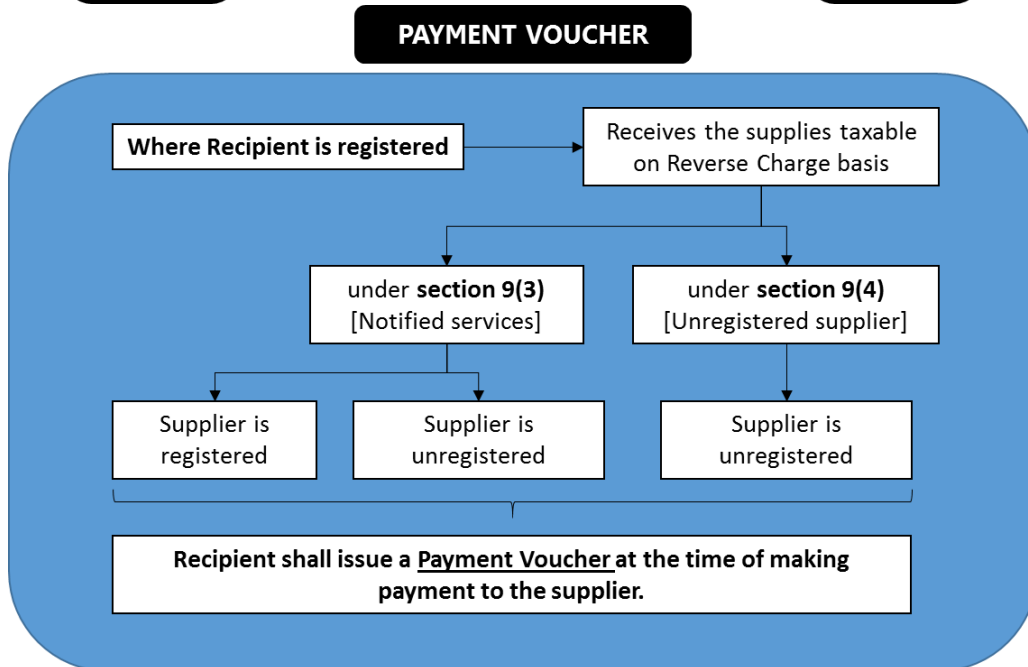 PAYMENT VOUCHER
Where Recipient is registered
Receives the supplies taxable
on Reverse Charge basis
under section 9(3)
[Notified services]
under section 9(4)
[Unregistered supplier]
Supplier is
registered
Supplier is
unregistered
Supplier is
unregistered
Recipient shall issue a Payment Voucher at the time of making
payment to the supplier.